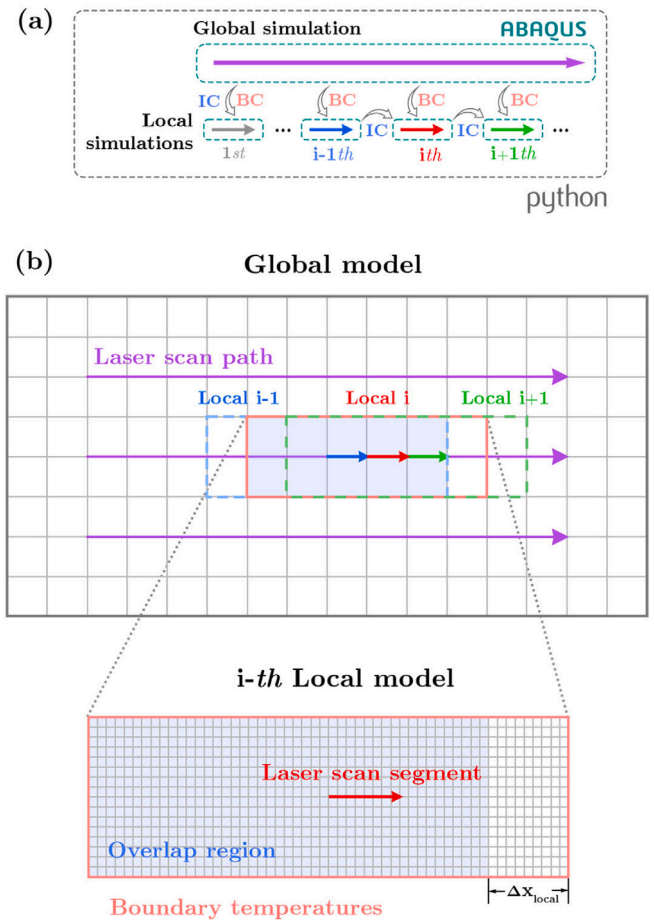 (a)
Global simulation
ABAQUS
IC BC BC BC BC
Local simulations
... IC IC ...
1st i-1th ith i+1th
python
(b)
Global model
Laser scan path
Local i-1 Local i Local i+1
i-th Local model
Laser scan segment
Overlap region
Δx_local
Boundary temperatures